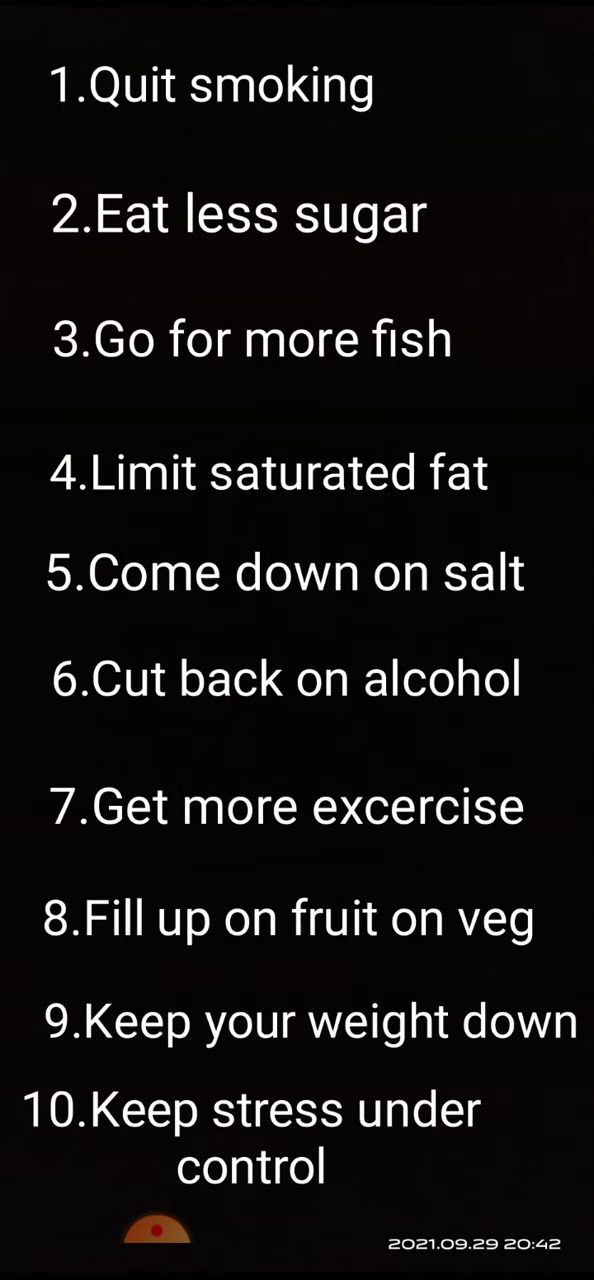 1.Quit smoking
2.Eat less sugar
3.Go for more fish
4.Limit saturated fat
5.Come down on salt
6.Cut back on alcohol
7.Get more excercise
8.Fill up on fruit on veg
9.Keep your weight down
10.Keep stress under
control
2021.09.29 20:42